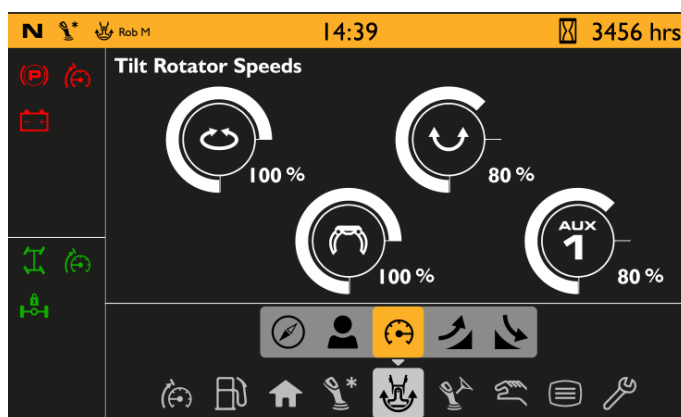 N
Rob M
14:39
3456 hrs
(P)
Tilt Rotator Speeds
100 %
80 %
100 %
AUX
1
80 %